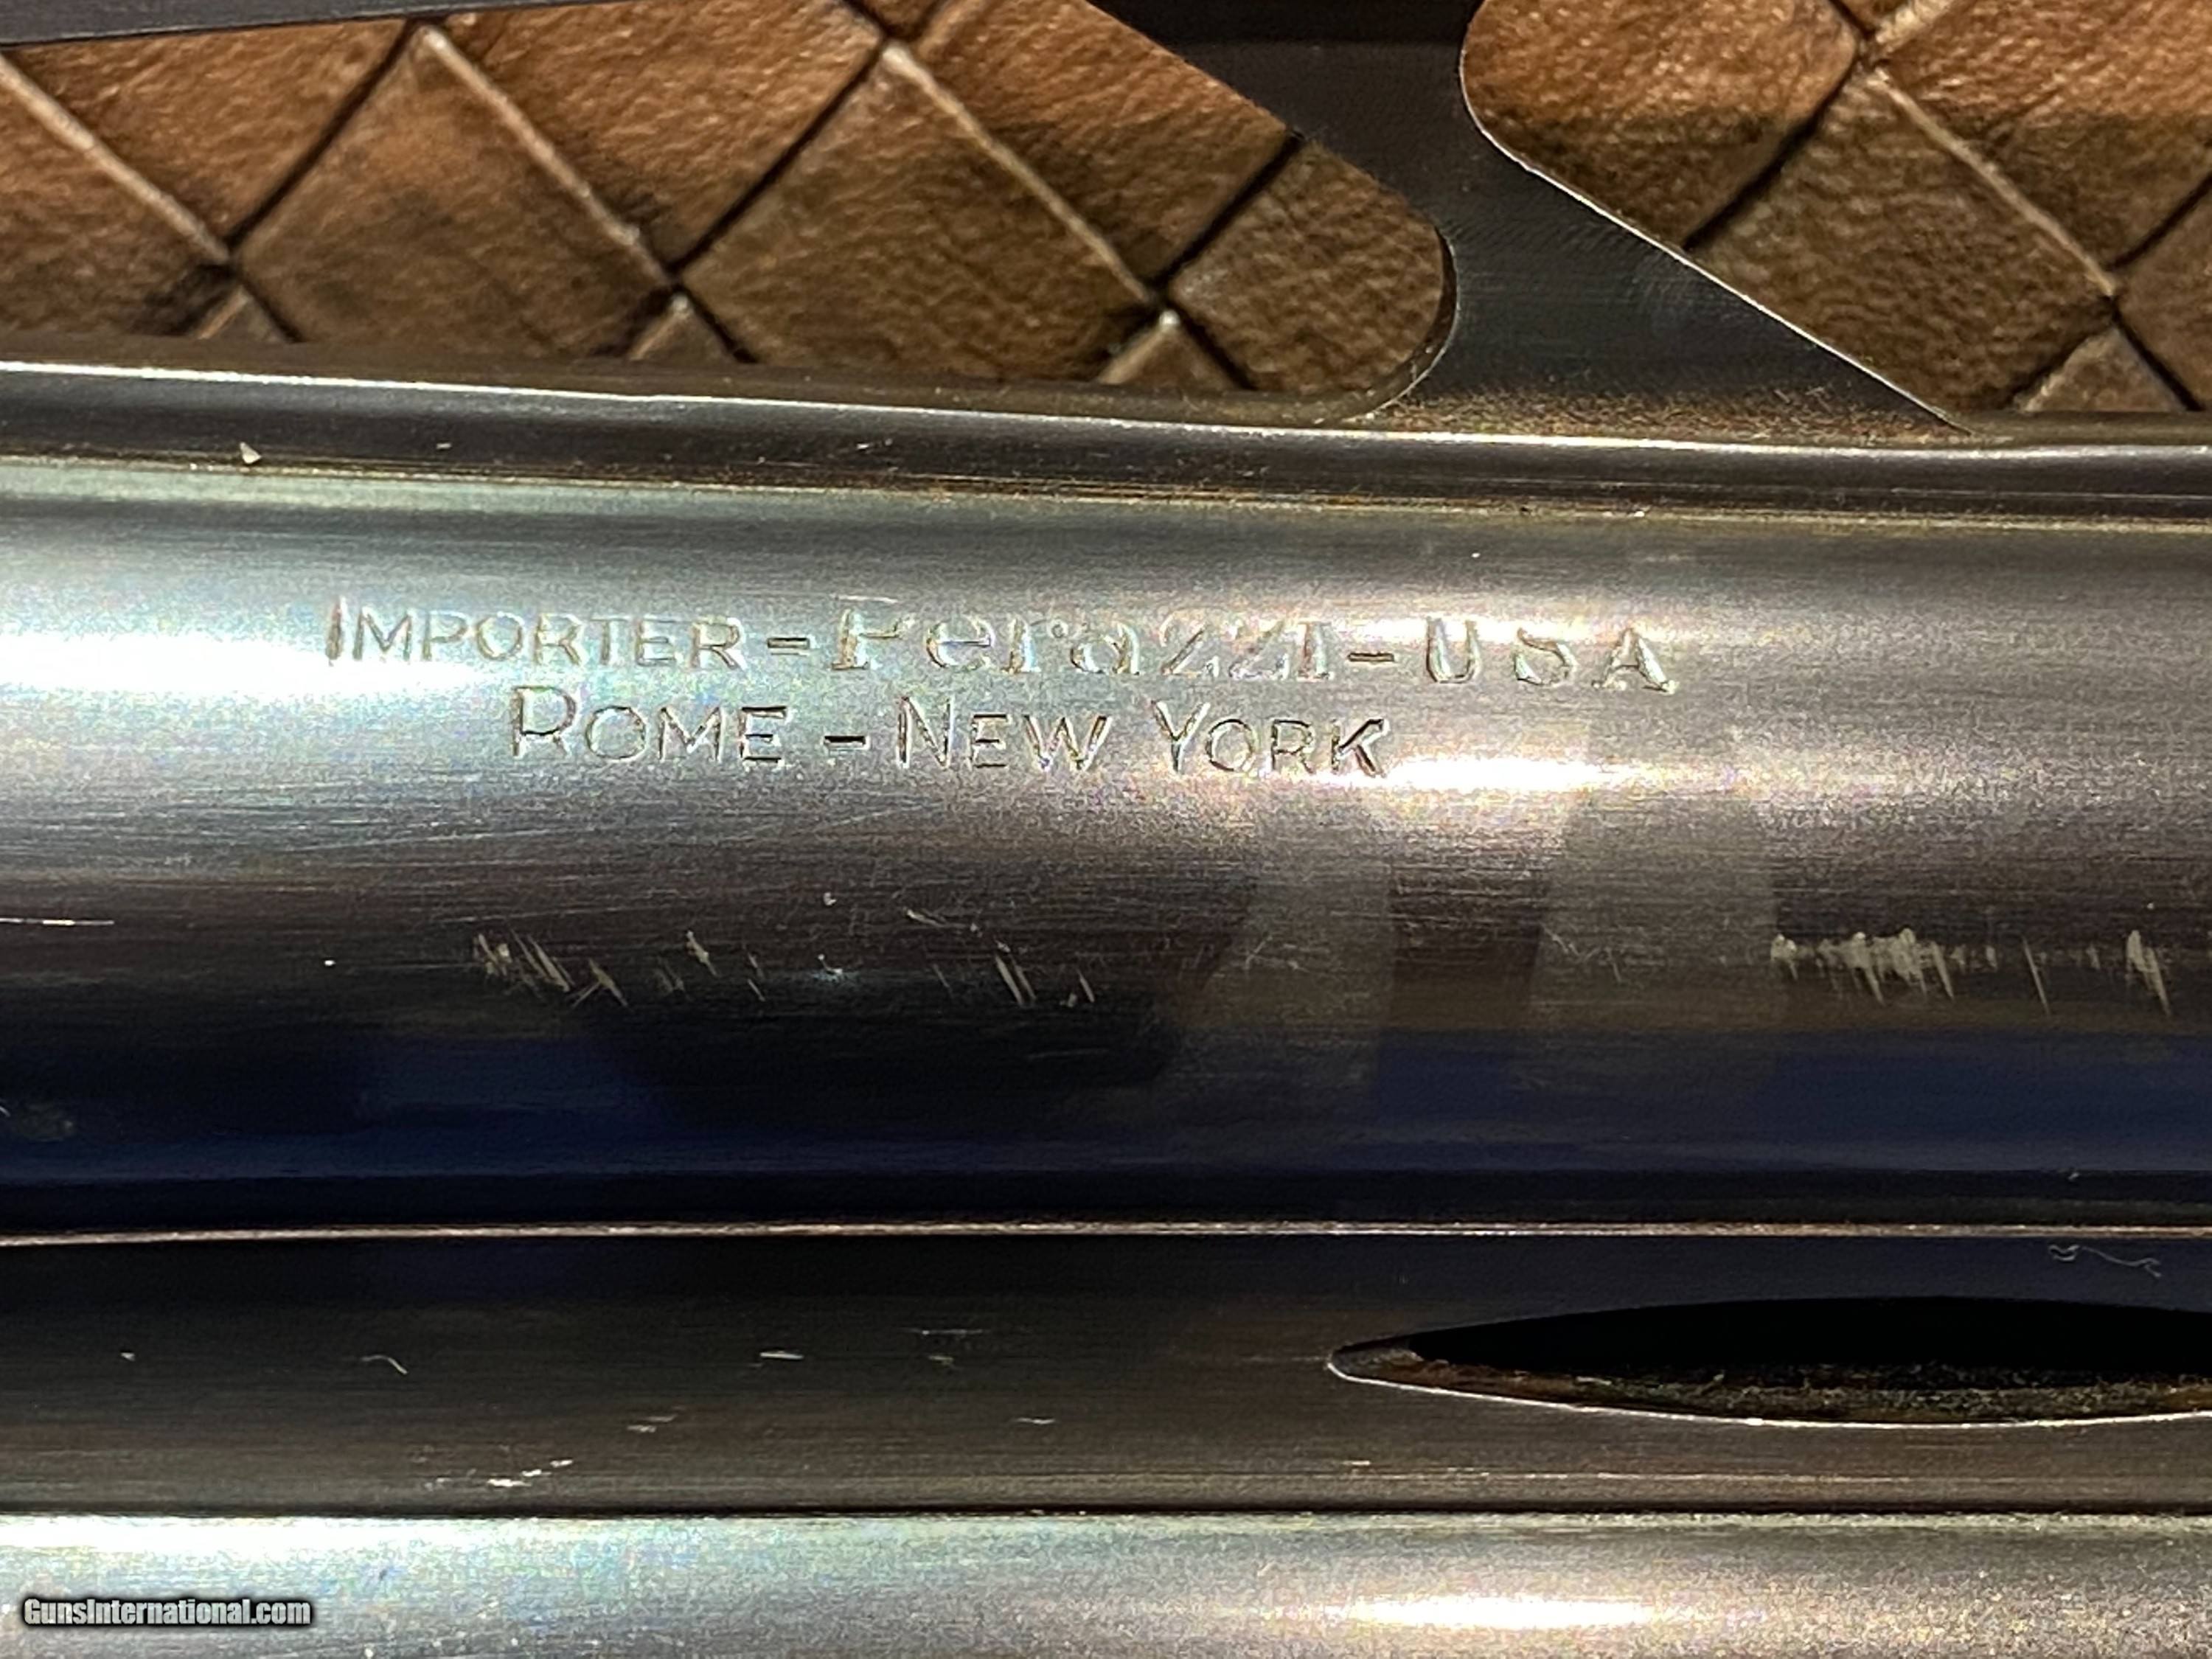 IMPORTER-Perazzi-USA
ROME-NEW YORK
GunsInternational.com